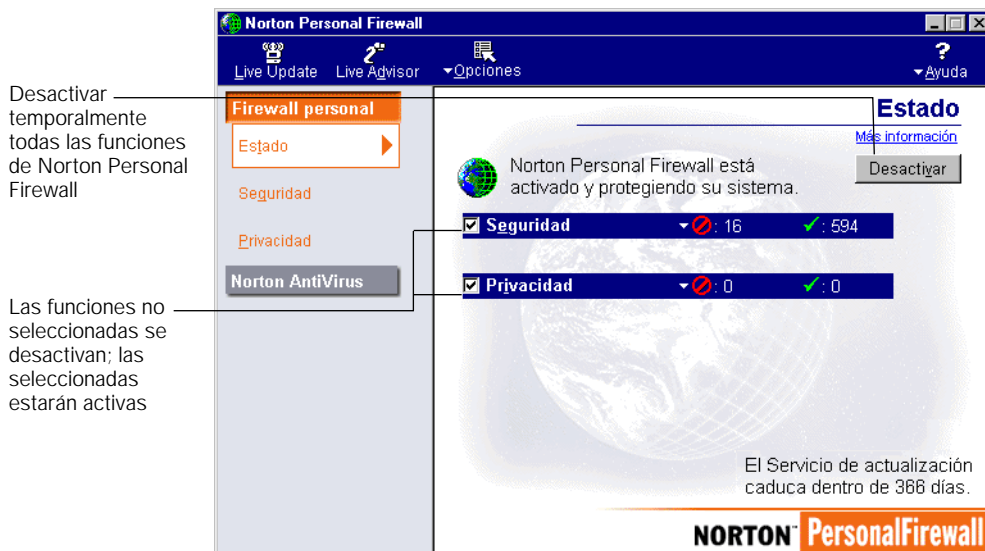 Norton Personal Firewall
Live Update
Live Advisor
Opciones
?
Ayuda
Desactivar
temporalmente
todas las funciones
de Norton Personal
Firewall
Firewall personal
Estado
Seguridad
Privacidad
Norton AntiVirus
Estado
Más información
Norton Personal Firewall está
activado y protegiendo su sistema.
Desactivar
Seguridad : 16 : 594
Privacidad : 0 : 0
Las funciones no
seleccionadas se
desactivan; las
seleccionadas
estarán activas
El Servicio de actualización
caduca dentro de 366 días.
NORTON™ PersonalFirewall